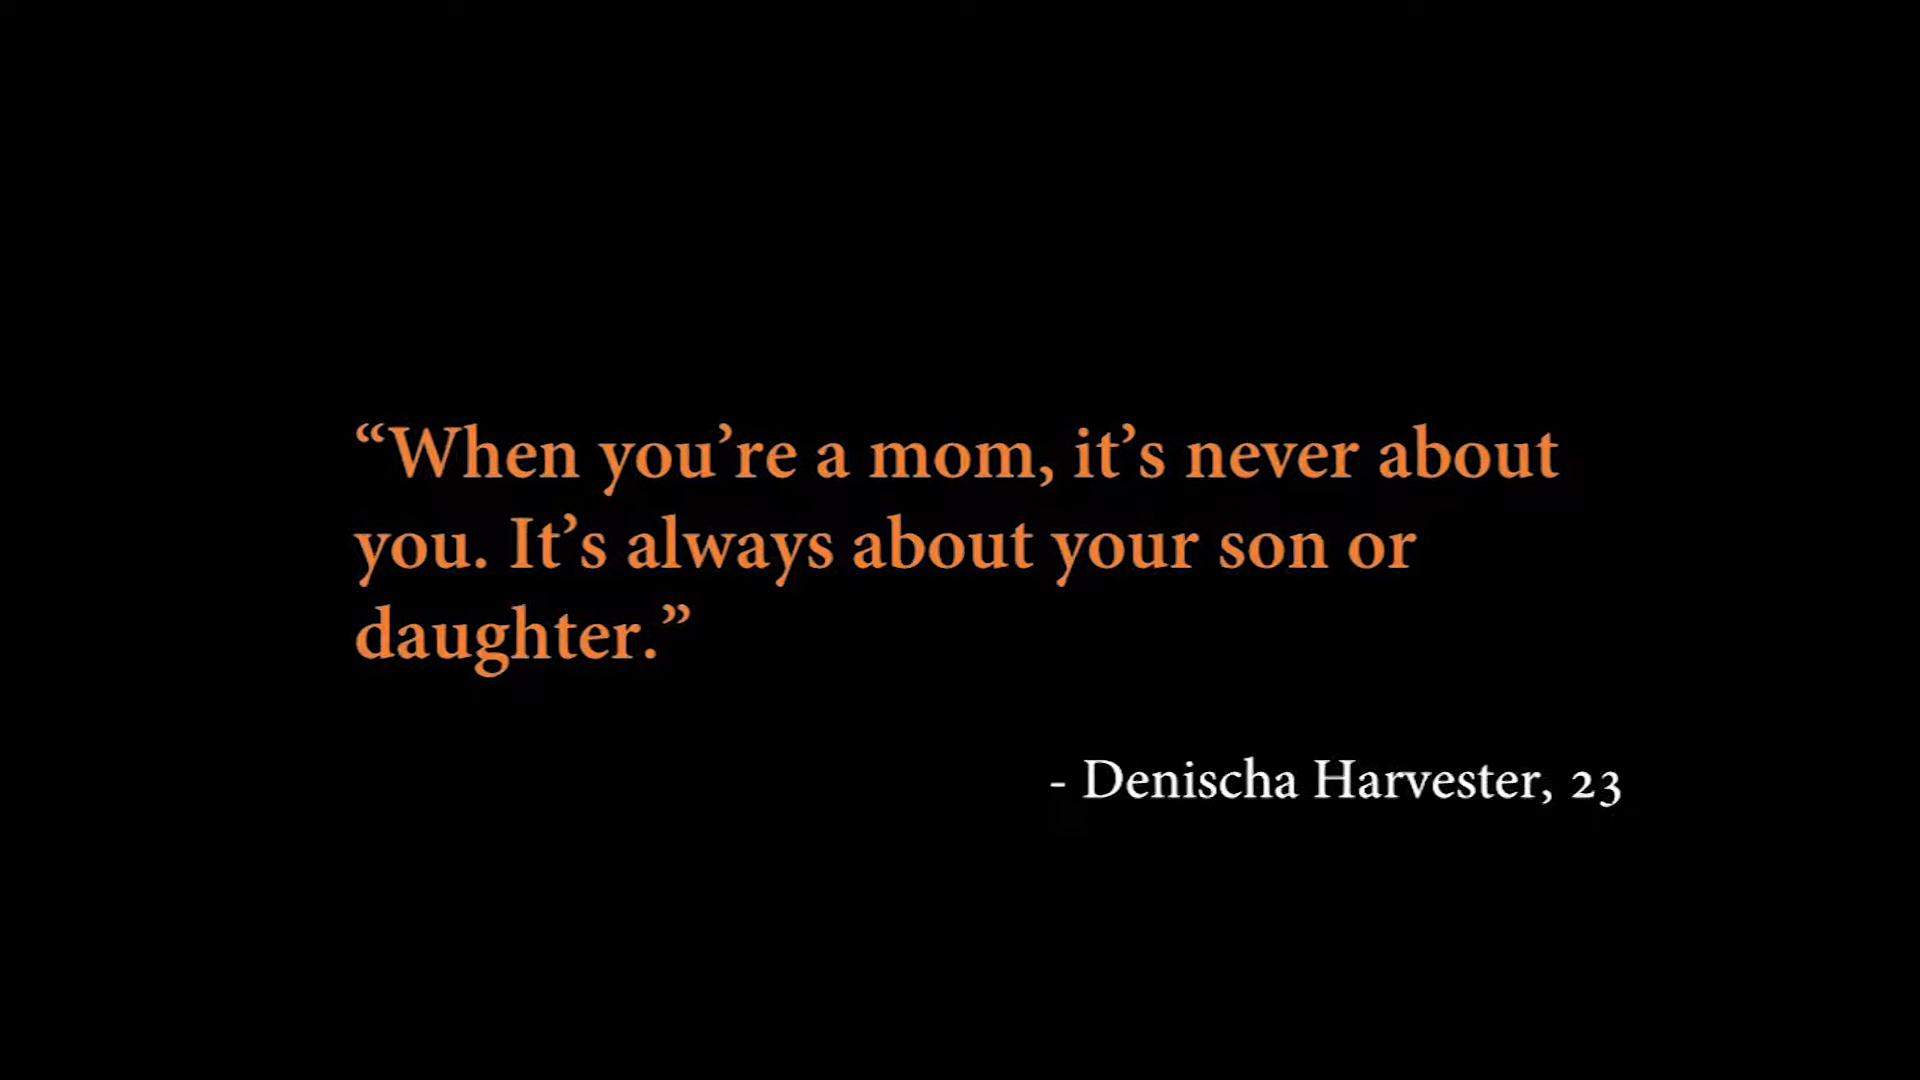 “When you’re a mom, it’s never about
you. It’s always about your son or
daughter.”
- Denischa Harvester, 23